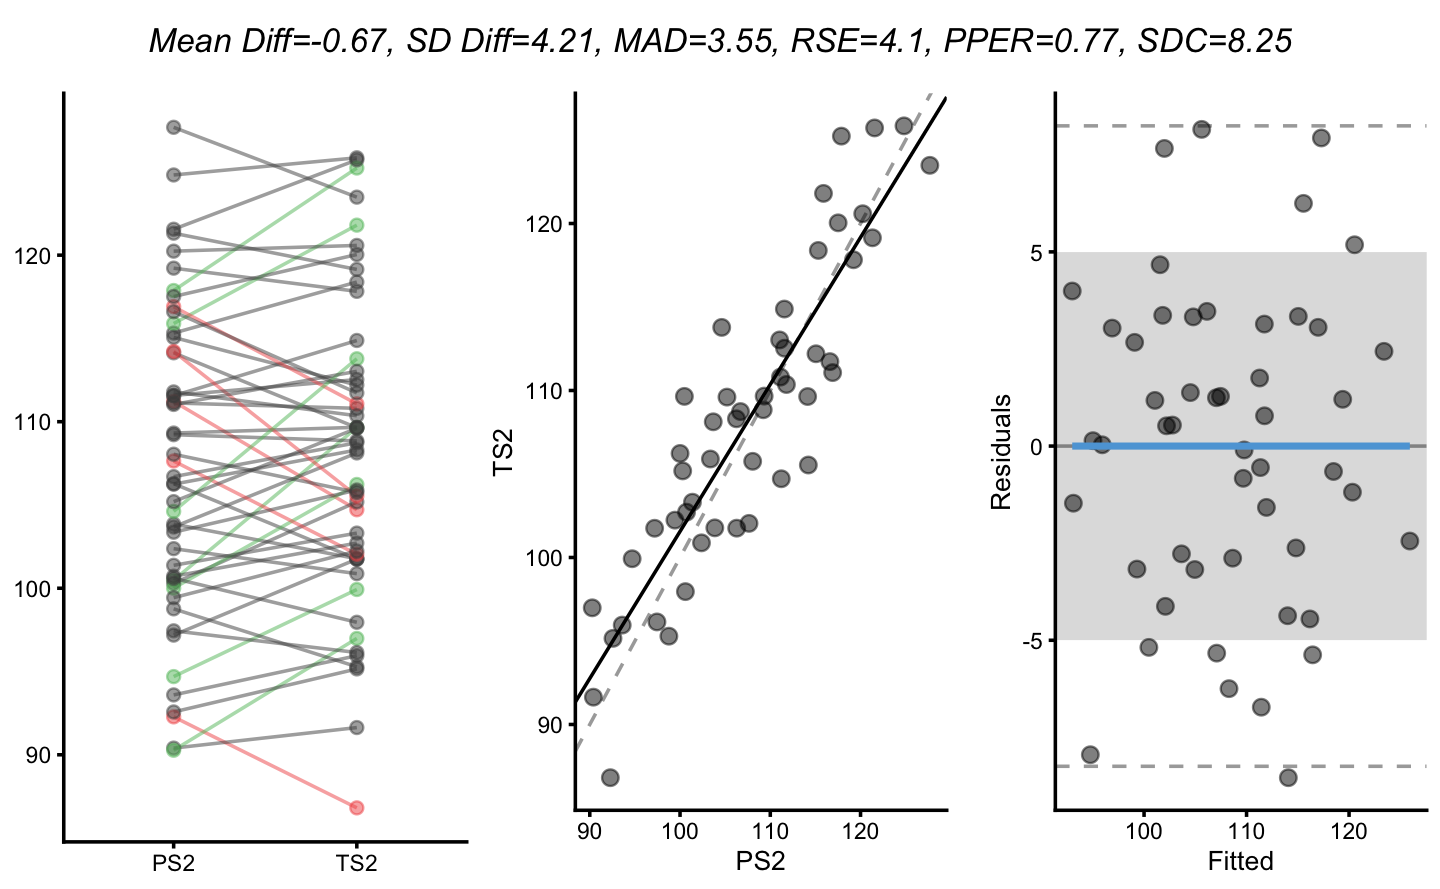 Mean Diff=-0.67, SD Diff=4.21, MAD=3.55, RSE=4.1, PPER=0.77, SDC=8.25
120
110
100
90
PS2 TS2
TS2
120
110
100
90
90 100 110 120
PS2
Residuals
5
0
-5
100 110 120
Fitted